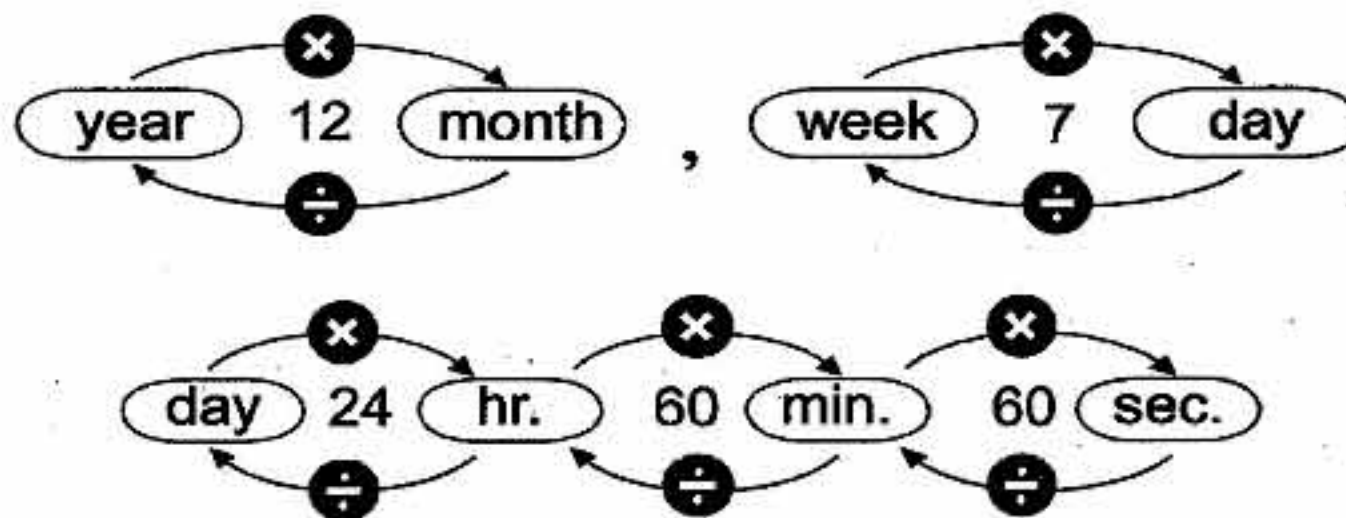 ×            ×
year 12 month , week 7 day
÷            ÷
×            ×            ×
day 24 hr. 60 min. 60 sec.
÷            ÷            ÷